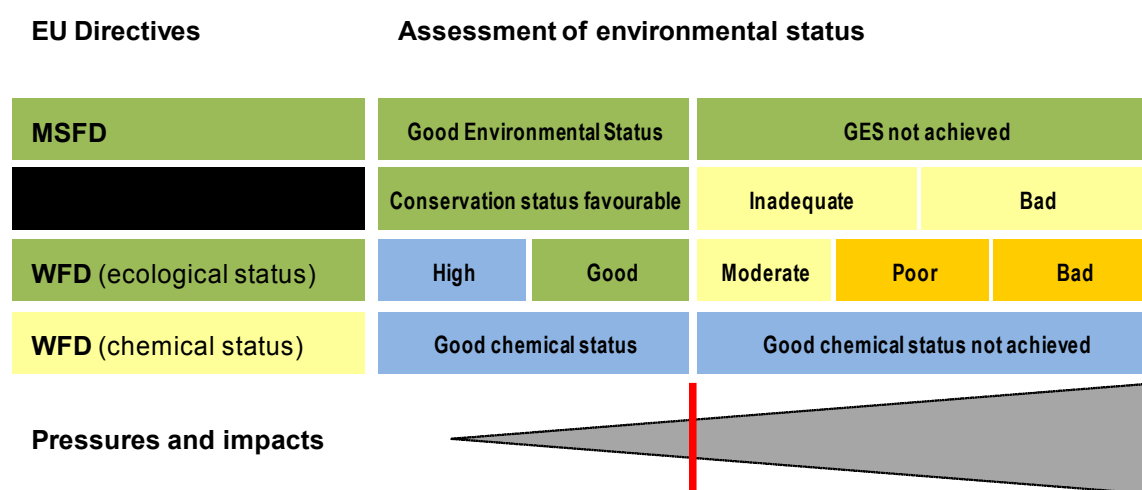 EU Directives Assessment of environmental status
MSFD Good Environmental Status GES not achieved
Conservation status favourable Inadequate Bad
WFD (ecological status) High Good Moderate Poor Bad
WFD (chemical status) Good chemical status Good chemical status not achieved
Pressures and impacts